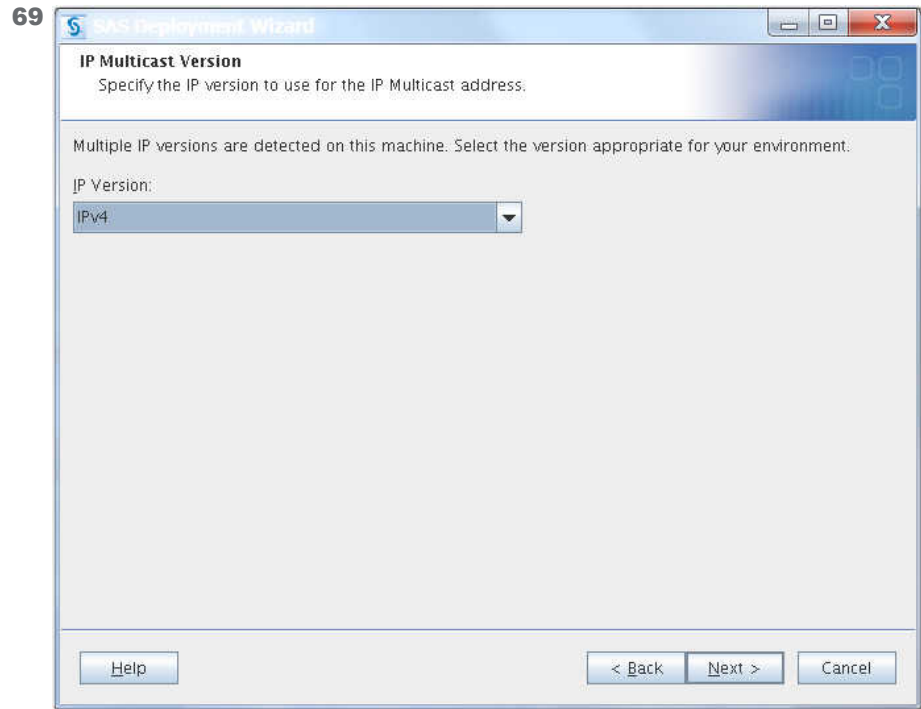 69
SAS Deployment Wizard
IP Multicast Version
Specify the IP version to use for the IP Multicast address.
Multiple IP versions are detected on this machine. Select the version appropriate for your environment.
IP Version:
IPv4
Help
< Back
Next >
Cancel